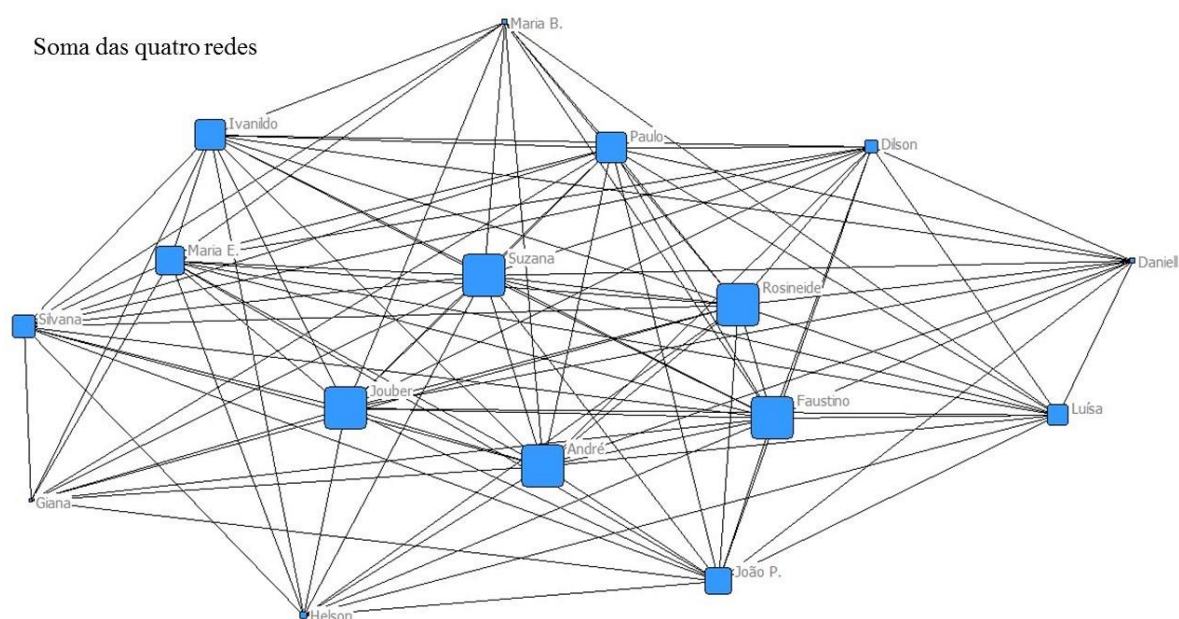 Maria B.
Soma das quatro redes
Ivanildo
Paulo
Dilson
Maria E.
Suzana
Daniell
Rosineide
Silvana
Jouber
Faustino
Luísa
André
Giana
João P.
Helson